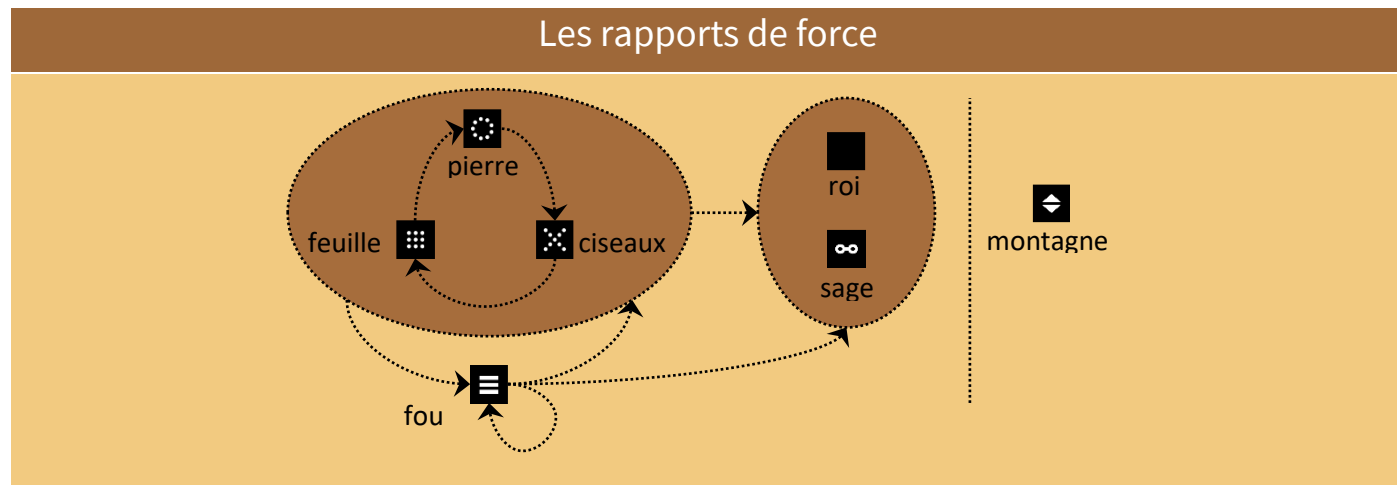 Les rapports de force
pierre
feuille
ciseaux
roi
sage
montagne
fou